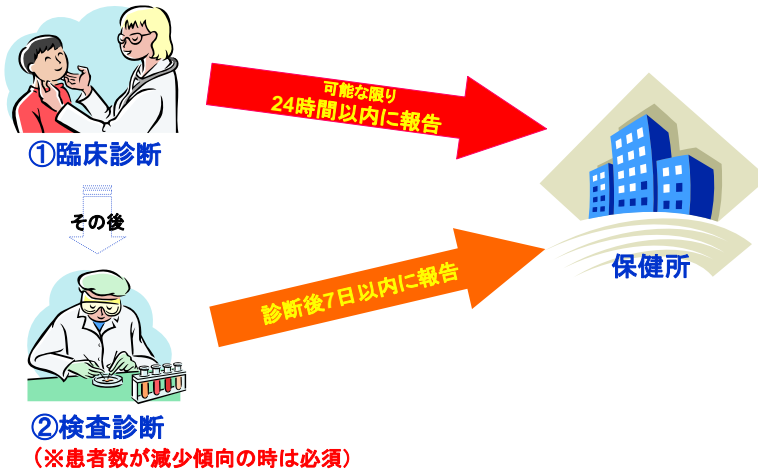 可能な限り
24時間以内に報告
①臨床診断
その後
保健所
診断後7日以内に報告
②検査診断
(※患者数が減少傾向の時は必須)